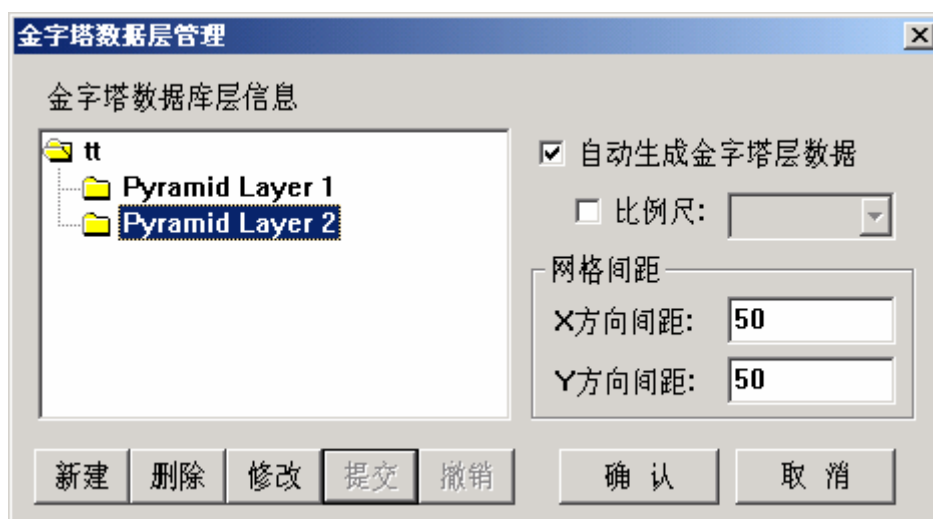 金字塔数据层管理
金字塔数据库层信息
tt
Pyramid Layer 1
Pyramid Layer 2
自动生成金字塔层数据
比例尺:
网格间距
X方向间距: 50
Y方向间距: 50
新建 删除 修改 提交 撤销 确 认 取 消